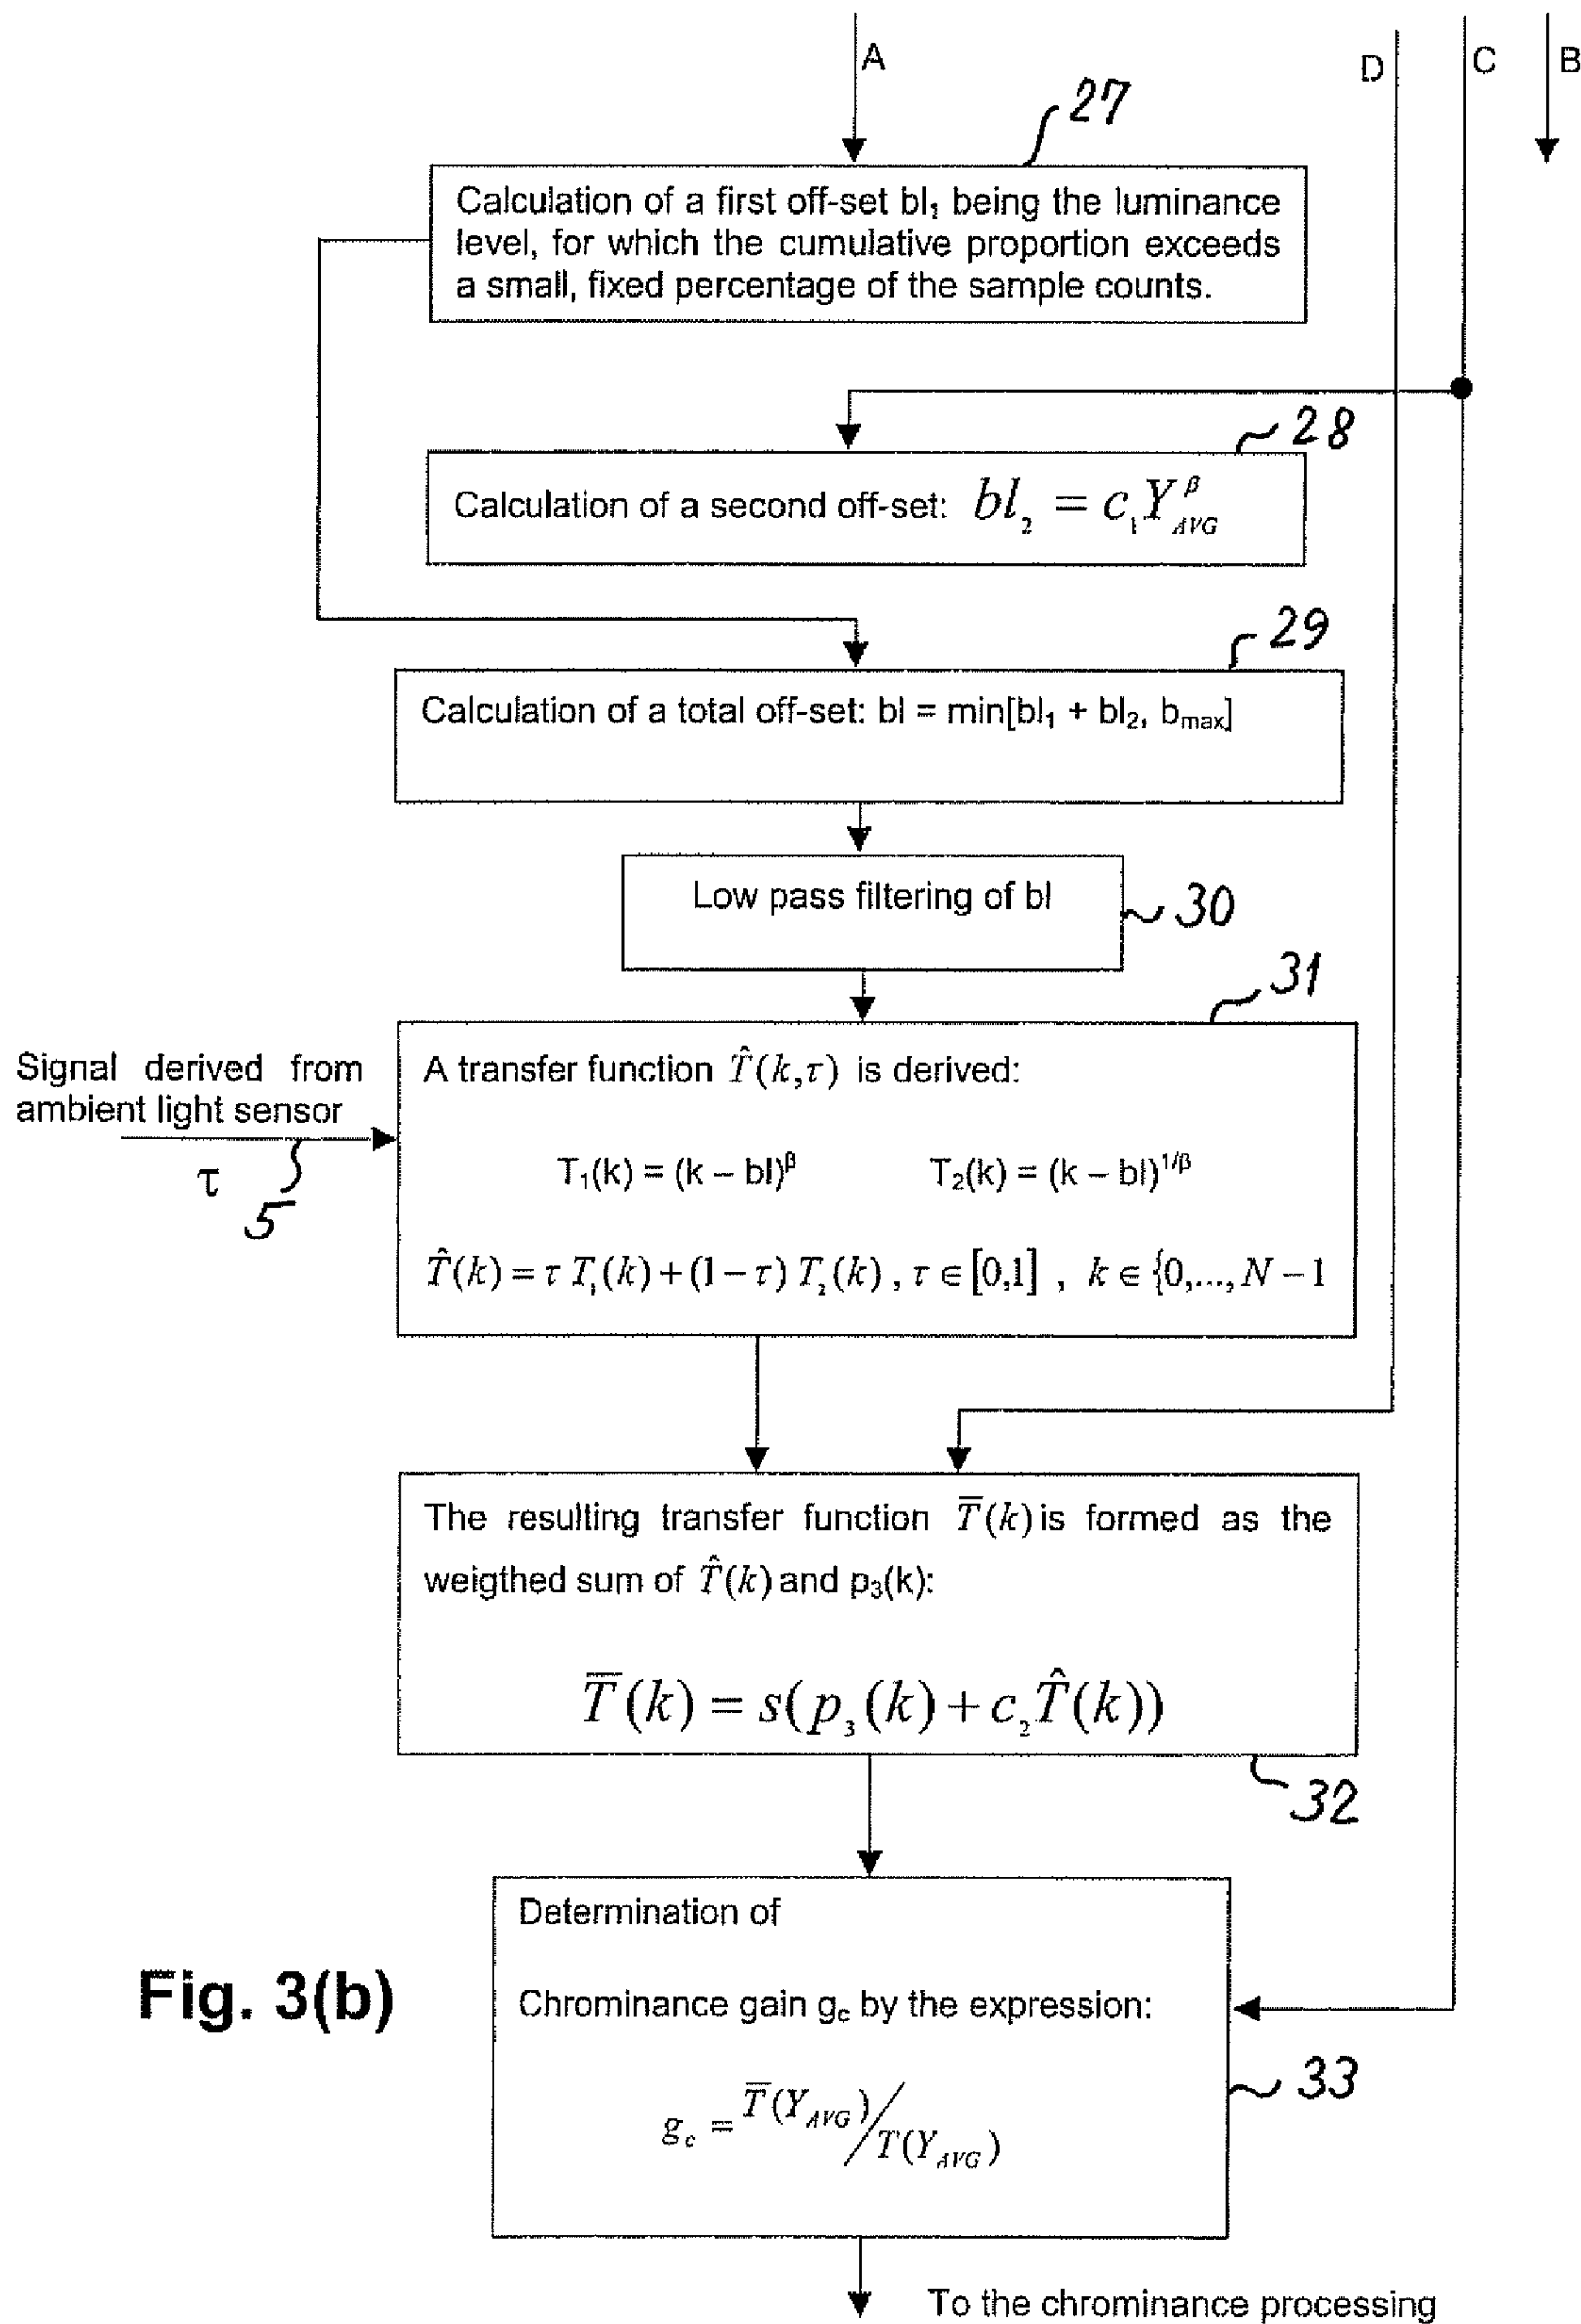 A D C B
27
Calculation of a first off-set bl₁ being the luminance
level, for which the cumulative proportion exceeds
a small, fixed percentage of the sample counts.
28
Calculation of a second off-set: bl₂ = c₁Y_AVG^β
29
Calculation of a total off-set: bl = min[bl₁ + bl₂, b_max]
Low pass filtering of bl
30
31
Signal derived from
ambient light sensor
τ
5
A transfer function T̂(k,τ) is derived:
T₁(k) = (k – bl)^β T₂(k) = (k – bl)^1/β
T̂(k) = τ T₁(k) + (1 – τ) T₂(k) , τ ∈ [0,1] , k ∈ {0,..., N – 1
The resulting transfer function T̅(k) is formed as the
weigthed sum of T̂(k) and p₃(k):
T̅(k) = s(p₃(k) + c₂T̂(k))
32
Determination of
Chrominance gain g_c by the expression:
g_c = T̅(Y_AVG)/T(Y_AVG)
33
Fig. 3(b)
To the chrominance processing